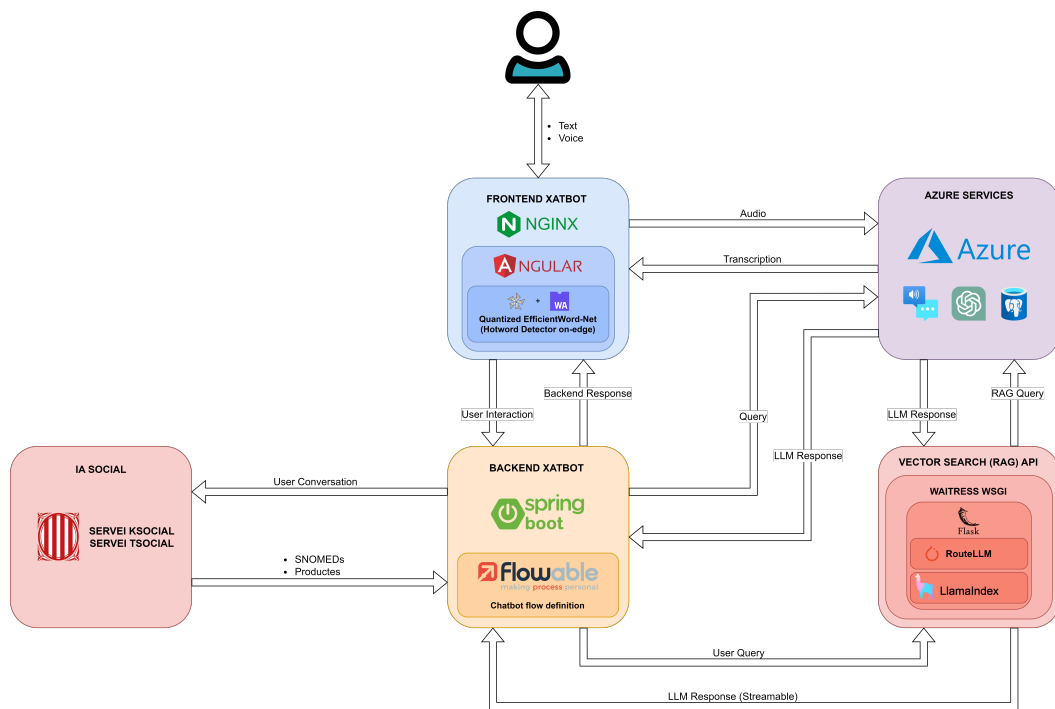 Text
Voice
FRONTEND XATBOT
NGINX
ANGULAR
+
WA
Quantized EfficientWord-Net
(Hotword Detector on-edge)
AZURE SERVICES
Azure
Audio
Transcription
User Interaction
Backend Response
Query
LLM Response
LLM Response
RAG Query
IA SOCIAL
SERVEI KSOCIAL
SERVEI TSOCIAL
User Conversation
SNOMEDs
Productes
BACKEND XATBOT
spring
boot
flowable
making process personal
Chatbot flow definition
VECTOR SEARCH (RAG) API
WAITRESS WSGI
Flask
RouteLLM
LlamaIndex
User Query
LLM Response (Streamable)